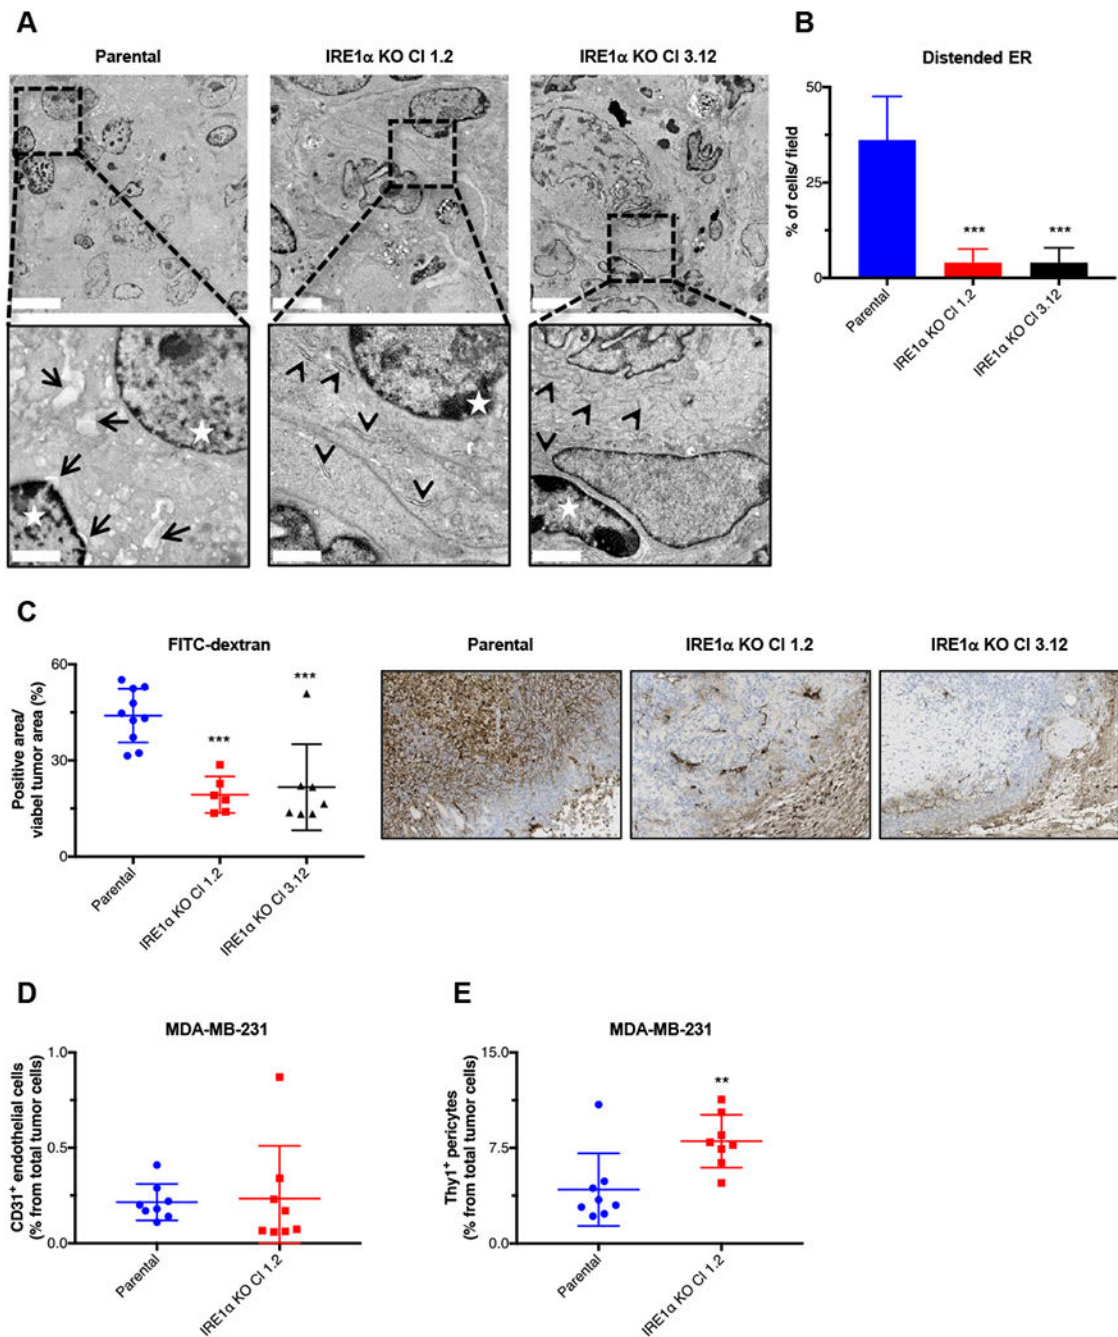 A
Parental
IRE1α KO Cl 1.2
IRE1α KO Cl 3.12
B
Distended ER
% of cells/ field
50
25
0
***
***
Parental
IRE1α KO Cl 1.2
IRE1α KO Cl 3.12
C
FITC-dextran
Positive area/
viabel tumor area (%)
60
30
0
***
***
Parental
IRE1α KO Cl 1.2
IRE1α KO Cl 3.12
Parental
IRE1α KO Cl 1.2
IRE1α KO Cl 3.12
D
MDA-MB-231
CD31⁺ endothelial cells
(% from total tumor cells)
1.0
0.5
0.0
Parental
IRE1α KO Cl 1.2
E
MDA-MB-231
Thy1⁺ pericytes
(% from total tumor cells)
15.0
7.5
0.0
**
Parental
IRE1α KO Cl 1.2